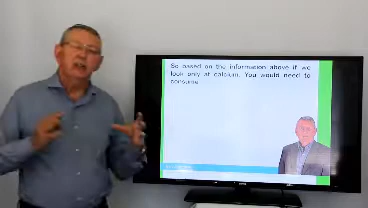 So based on the information above if we
look only at calcium. You would need to
consume